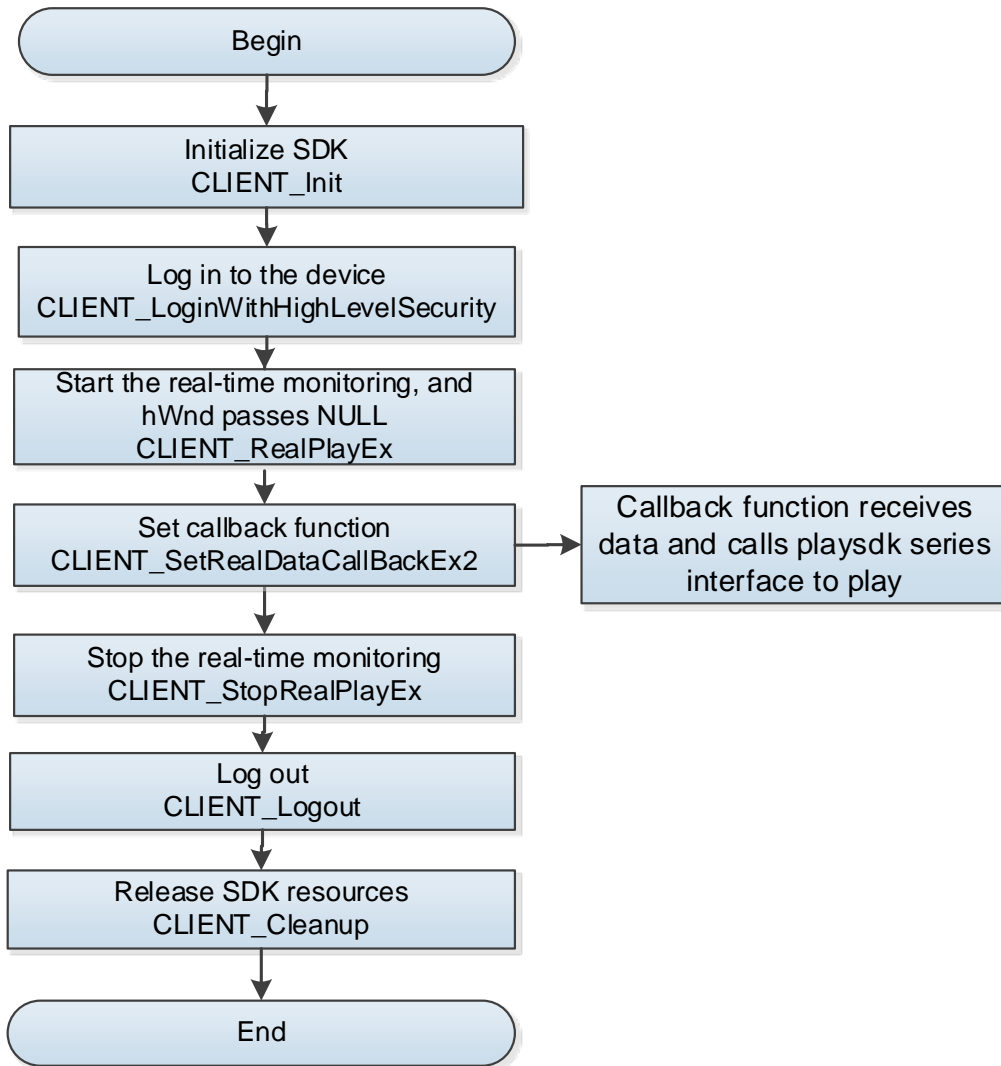 Begin
Initialize SDK
CLIENT_Init
Log in to the device
CLIENT_LoginWithHighLevelSecurity
Start the real-time monitoring, and
hWnd passes NULL
CLIENT_RealPlayEx
Set callback function
CLIENT_SetRealDataCallBackEx2
Callback function receives
data and calls playsdk series
interface to play
Stop the real-time monitoring
CLIENT_StopRealPlayEx
Log out
CLIENT_Logout
Release SDK resources
CLIENT_Cleanup
End